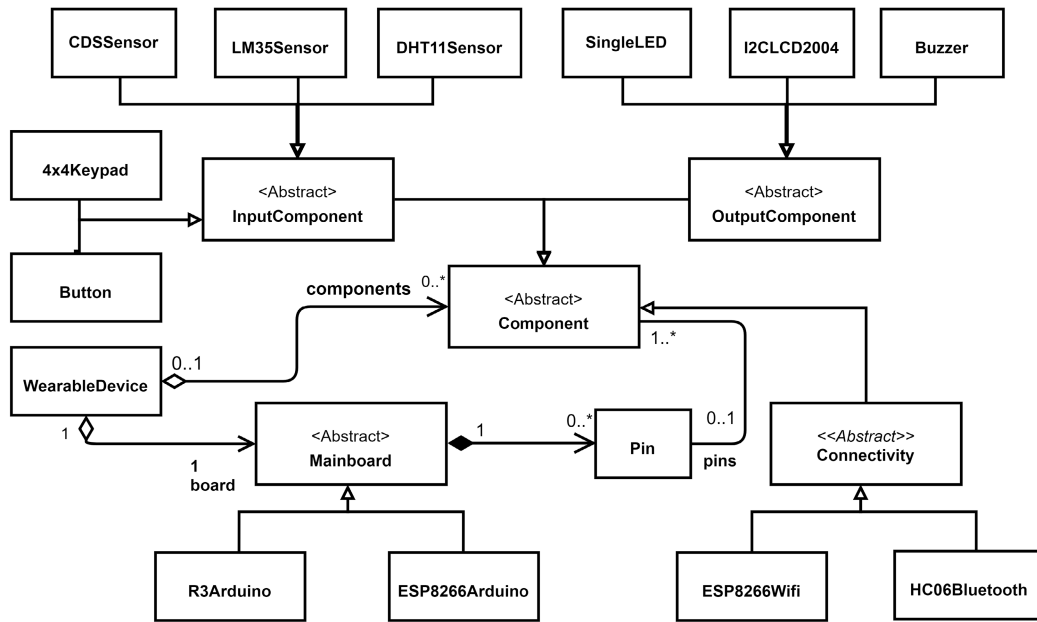 CDSSensor
LM35Sensor
DHT11Sensor
SingleLED
I2CLCD2004
Buzzer
4x4Keypad
<Abstract>
InputComponent
<Abstract>
OutputComponent
Button
components
0..*
<Abstract>
Component
1..*
WearableDevice
0..1
1
<Abstract>
Mainboard
1
board
1
0..*
Pin
0..1
pins
<<Abstract>>
Connectivity
R3Arduino
ESP8266Arduino
ESP8266Wifi
HC06Bluetooth